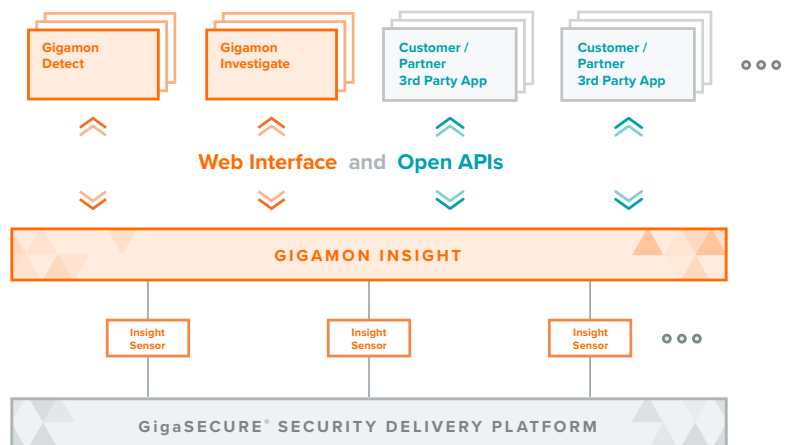 Gigamon
Detect
Gigamon
Investigate
Customer /
Partner
3rd Party App
Customer /
Partner
3rd Party App
Web Interface and Open APIs
GIGAMON INSIGHT
Insight
Sensor
Insight
Sensor
Insight
Sensor
GigaSECURE® SECURITY DELIVERY PLATFORM